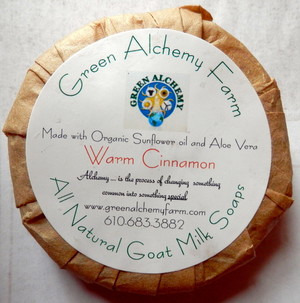 Green Alchemy Farm
GREEN ALCHEMY
Made with Organic Sunflower oil and Aloe Vera
Warm Cinnamon
Alchemy ... is the process of changing something
common into something special
www.greenalchemyfarm.com
610.683.3882
All Natural Goat Milk Soaps